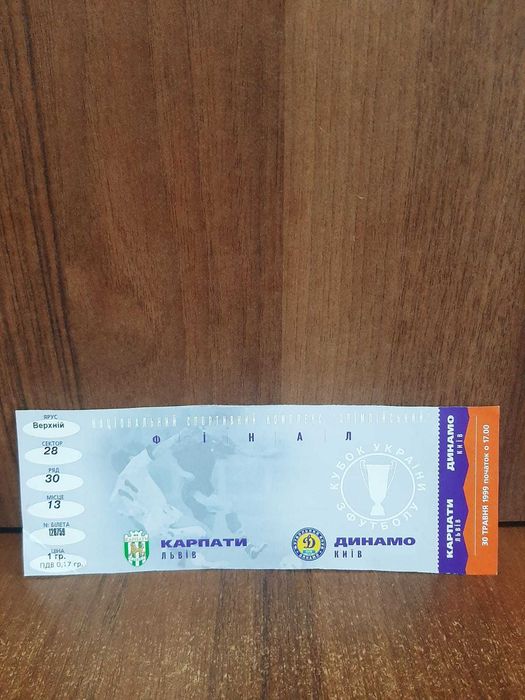 ЯРУС
Верхній
СЕКТОР
28
РЯД
30
МІСЦЕ
13
N: БІЛЕТА
ЦІНА
1 гр.
ПДВ 0,17 гр.
НАЦІОНАЛЬНИЙ СПОРТИВНИЙ КОМПЛЕКС "ОЛІМПІЙСЬКИЙ"
ФІНАЛ
КУБОК УКРАЇНИ
З ФУТБОЛУ
КАРПАТИ
ЛЬВІВ
ДИНАМО
КИЇВ
КАРПАТИ
ЛЬВІВ
ДИНАМО
КИЇВ
30 ТРАВНЯ 1999 початок о 17.00